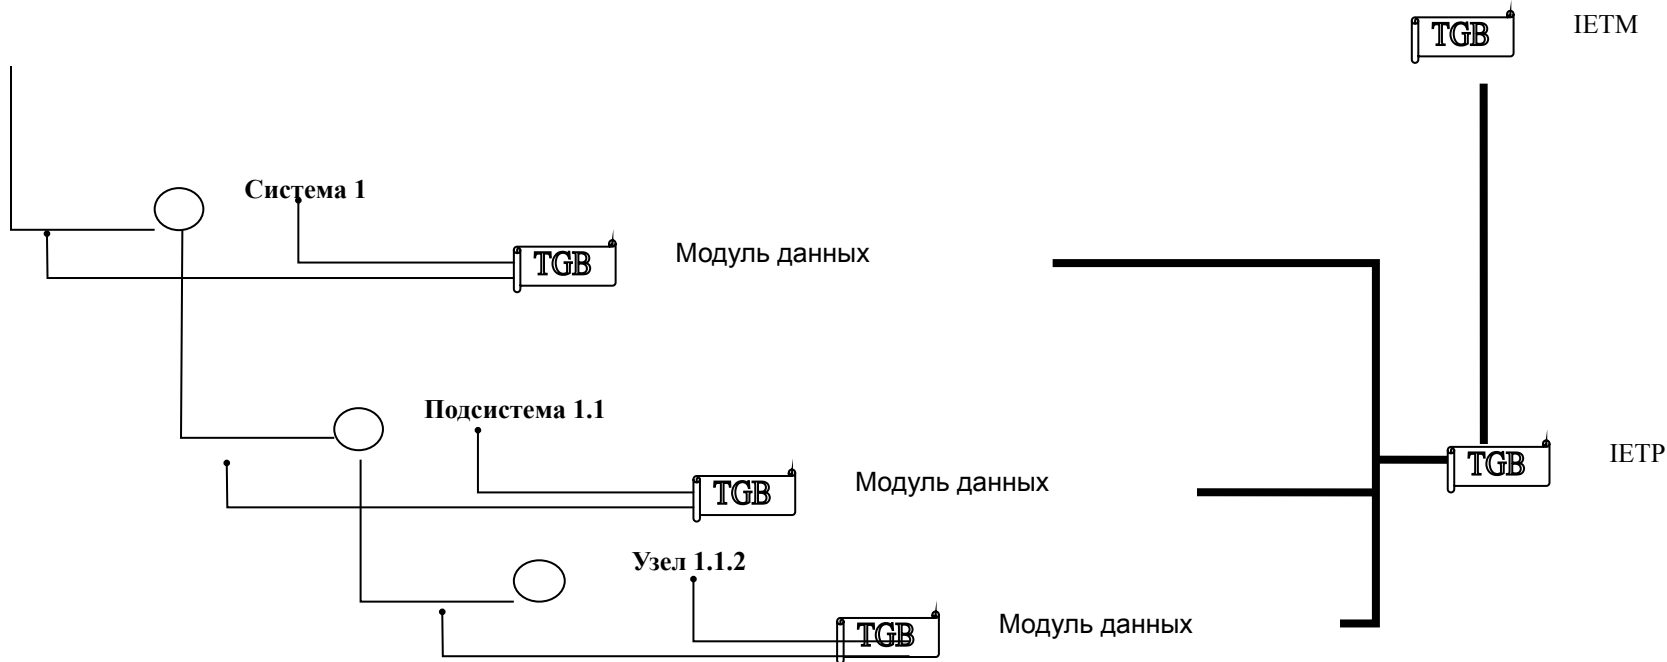 TGB IETM
Система 1
TGB Модуль данных
Подсистема 1.1
TGB IETP
TGB Модуль данных
Узел 1.1.2
TGB Модуль данных